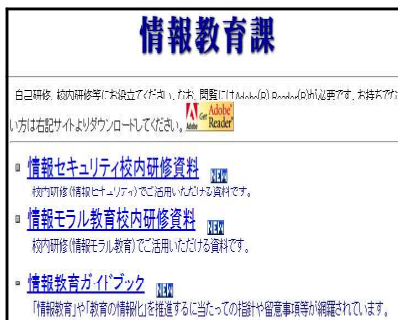 情報教育課
自己研修、校内研修等にお役立てください。なお、閲覧にはAdobe(R) Reader(R)が必要です。お持ちでな
い方は右記サイトよりダウンロードしてください。 Get Adobe Reader
情報セキュリティ校内研修資料 NEW
校内研修(情報セキュリティ)でご活用いただける資料です。
情報モラル教育校内研修資料 NEW
校内研修(情報モラル教育)でご活用いただける資料です。
情報教育ガイドブック NEW
「情報教育」や「教育の情報化」を推進するに当たっての指針や留意事項等が網羅されています。